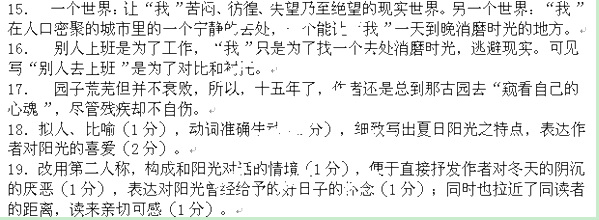 15. 一个世界：让“我”苦闷、彷徨、失望乃至绝望的现实世界。另一个世界：“我”
在人口密聚的城市里的一个宁静的去处，一个能让“我”一天到晚消磨时光的地方。
16. 别人上班是为了工作，“我”只是为了找一个去处消磨时光，逃避现实。可见
写“别人去上班”是为了对比和衬托。
17. 园子荒芜但并不衰败，所以，十五年了，作者还是总到那古园去“窥看自己的
心魂”，尽管残疾却不自伤。
18. 拟人、比喻（1分），动词准确生动 分），细致写出夏日阳光之特点，表达作
者对阳光的喜爱（2分）。
19. 改用第二人称，构成和阳光对话的情境（1分），便于直接抒发作者对冬天的阴沉
的厌恶（1分），表达对阳光曾经给予的好日子的 念（1分）；同时也拉近了同读者
的距离，读来亲切可感（1分）。